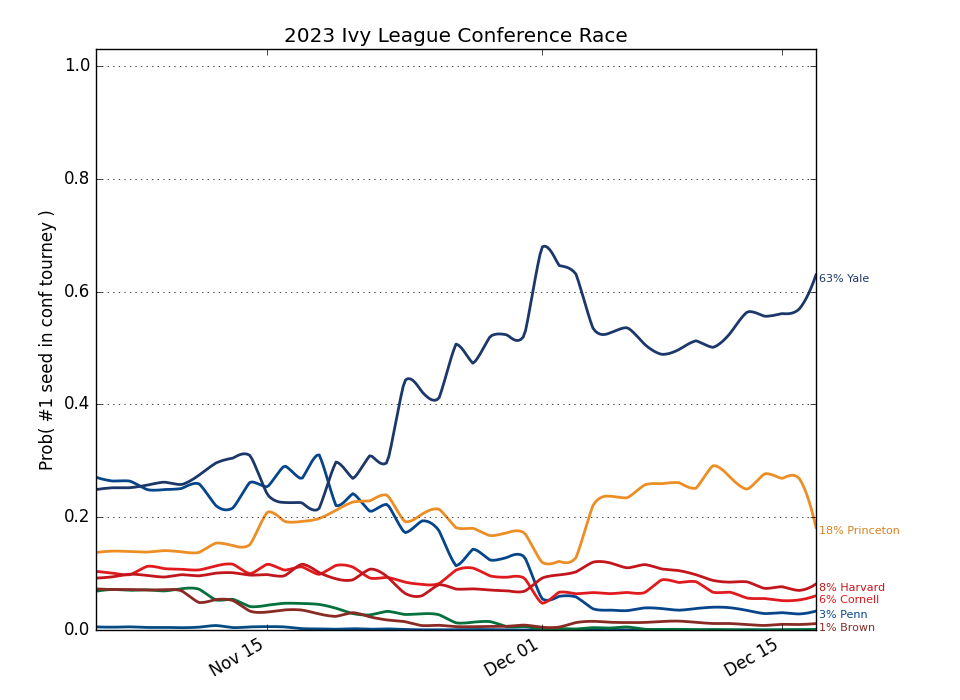 2023 Ivy League Conference Race
Prob( #1 seed in conf tourney )
1.0
0.8
0.6
0.4
0.2
0.0
63% Yale
18% Princeton
8% Harvard
6% Cornell
3% Penn
1% Brown
Nov 15
Dec 01
Dec 15